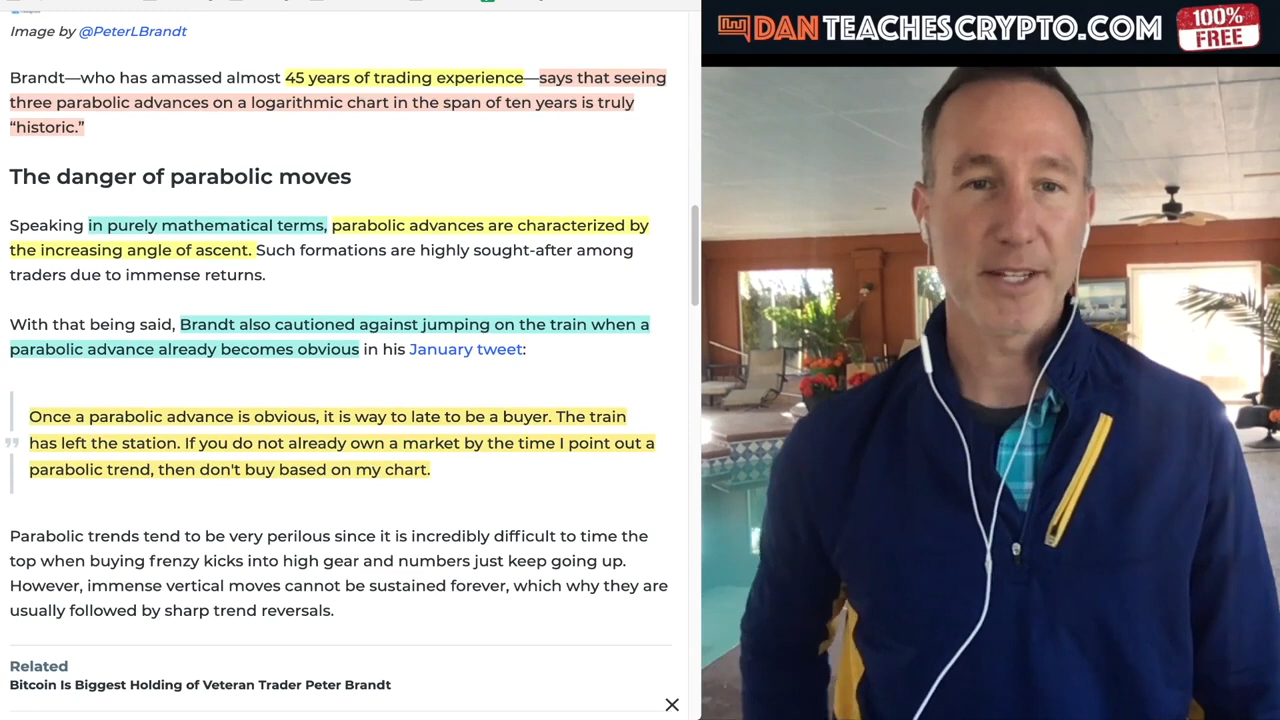 Image by @PeterLBrandt
Brandt—who has amassed almost 45 years of trading experience—says that seeing
three parabolic advances on a logarithmic chart in the span of ten years is truly
“historic.”
The danger of parabolic moves
Speaking in purely mathematical terms, parabolic advances are characterized by
the increasing angle of ascent. Such formations are highly sought-after among
traders due to immense returns.
With that being said, Brandt also cautioned against jumping on the train when a
parabolic advance already becomes obvious in his January tweet:
Once a parabolic advance is obvious, it is way to late to be a buyer. The train
has left the station. If you do not already own a market by the time I point out a
parabolic trend, then don't buy based on my chart.
Parabolic trends tend to be very perilous since it is incredibly difficult to time the
top when buying frenzy kicks into high gear and numbers just keep going up.
However, immense vertical moves cannot be sustained forever, which why they are
usually followed by sharp trend reversals.
Related
Bitcoin Is Biggest Holding of Veteran Trader Peter Brandt
DANTEACHESCRYPTO.COM
100%
FREE